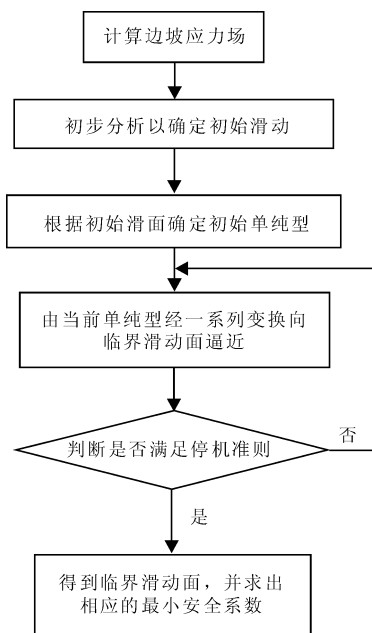 计算边坡应力场
初步分析以确定初始滑动
根据初始滑面确定初始单纯型
由当前单纯型经一系列变换向
临界滑动面逼近
判断是否满足停机准则
否
是
得到临界滑动面，并求出
相应的最小安全系数